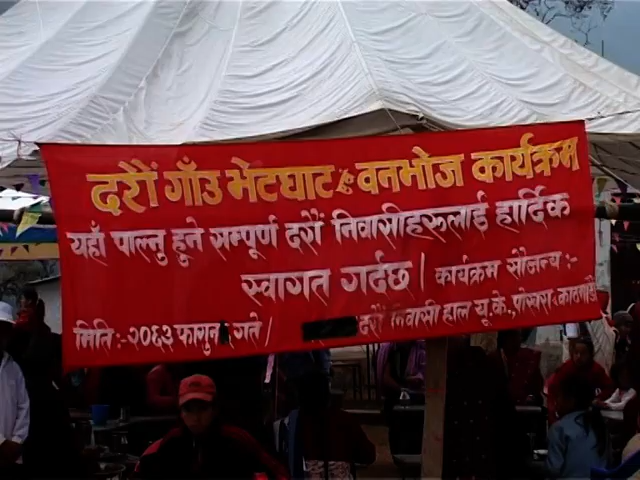 दरौं गाँउ भेटघाट एवं वनभोज कार्यक्रम
यहाँ पाल्नु हुने सम्पूर्ण दरौं निवासीहरुलाई हार्दिक
स्वागत गर्दछ । कार्यक्रम सौजन्य :-
मिति :- २०६३ फागुन गते / दरौं निवासी हाल यू.के., पोखरा, काठमाडौं